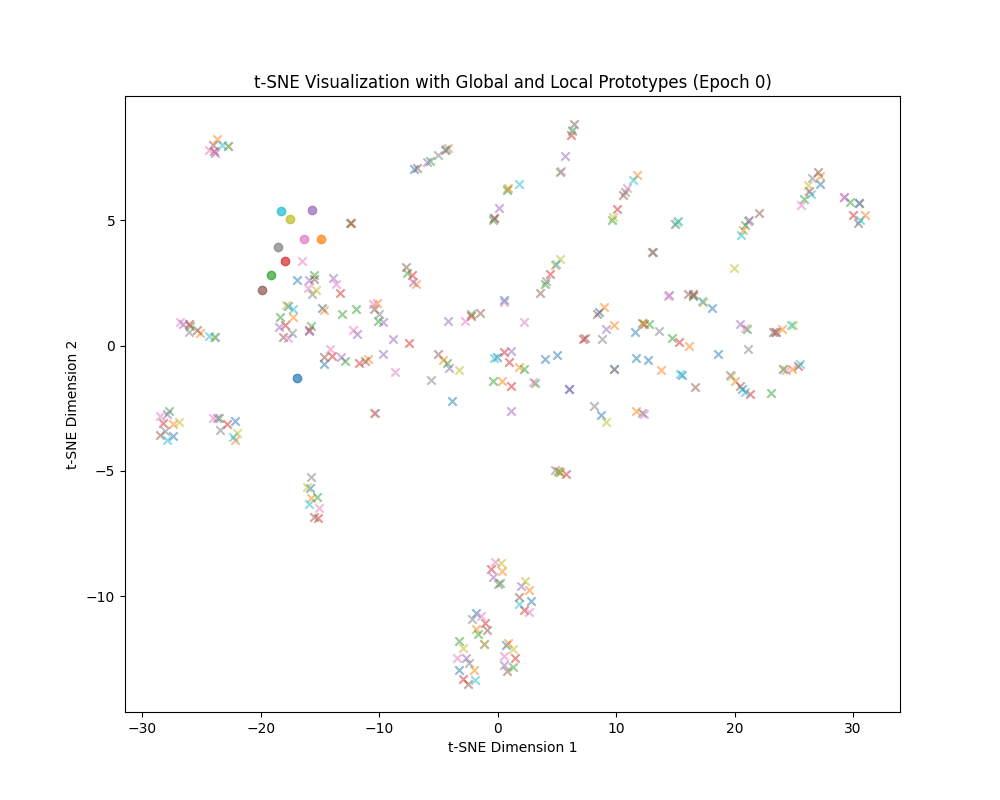 t-SNE Visualization with Global and Local Prototypes (Epoch 0)
5
0
−5
−10
t-SNE Dimension 2
−30 −20 −10 0 10 20 30
t-SNE Dimension 1